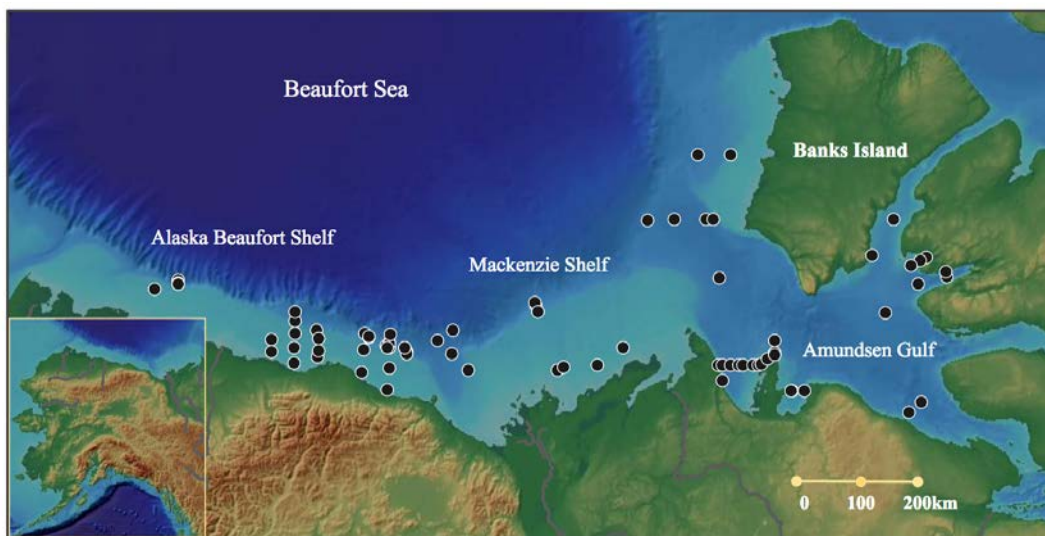 Beaufort Sea
Banks Island
Alaska Beaufort Shelf
Mackenzie Shelf
Amundsen Gulf
0 100 200km